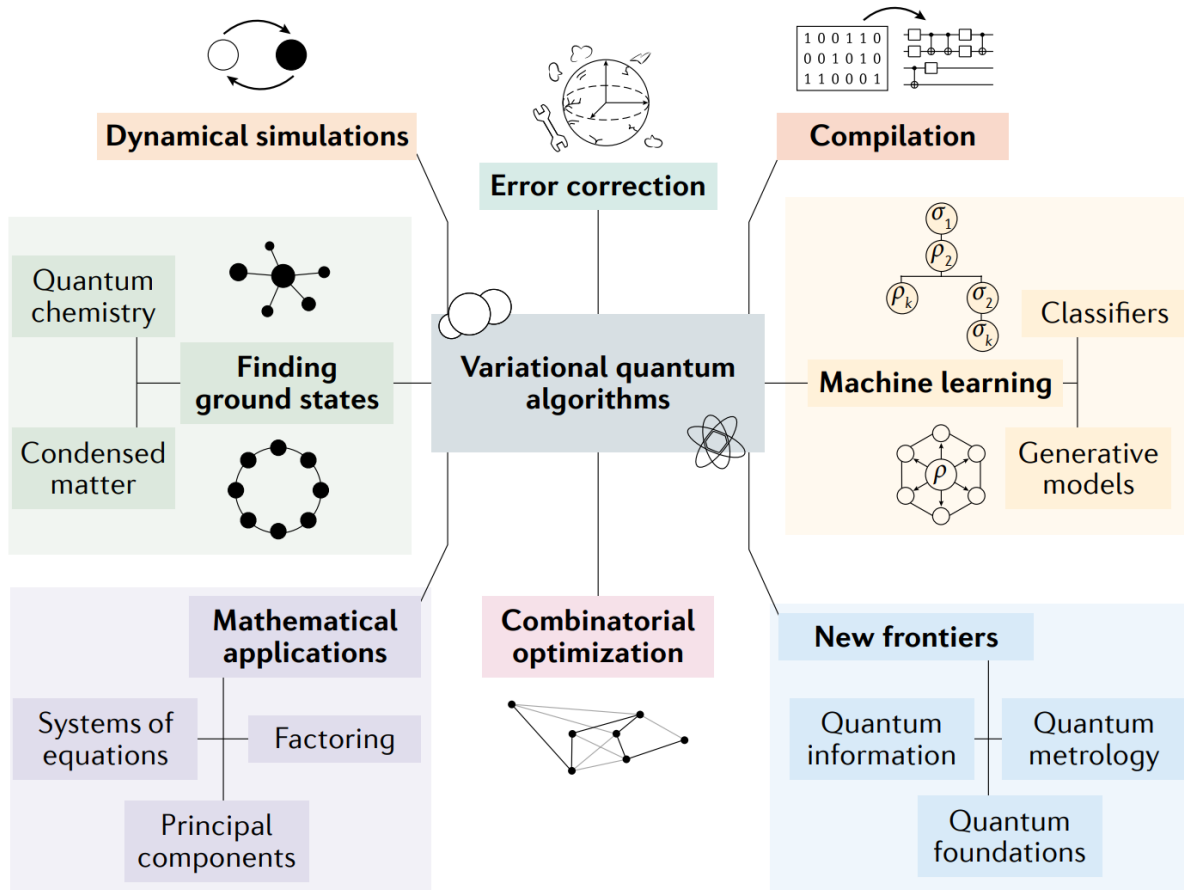 1 0 0 1 1 0
0 0 1 0 1 0
1 1 0 0 0 1
Dynamical simulations
Error correction
Compilation
Quantum
chemistry
Finding
ground states
Condensed
matter
Variational quantum
algorithms
σ1
ρ2
ρk
σ2
σk
Classifiers
Machine learning
Generative
models
ρ
Mathematical
applications
Systems of
equations
Factoring
Principal
components
Combinatorial
optimization
New frontiers
Quantum
information
Quantum
metrology
Quantum
foundations